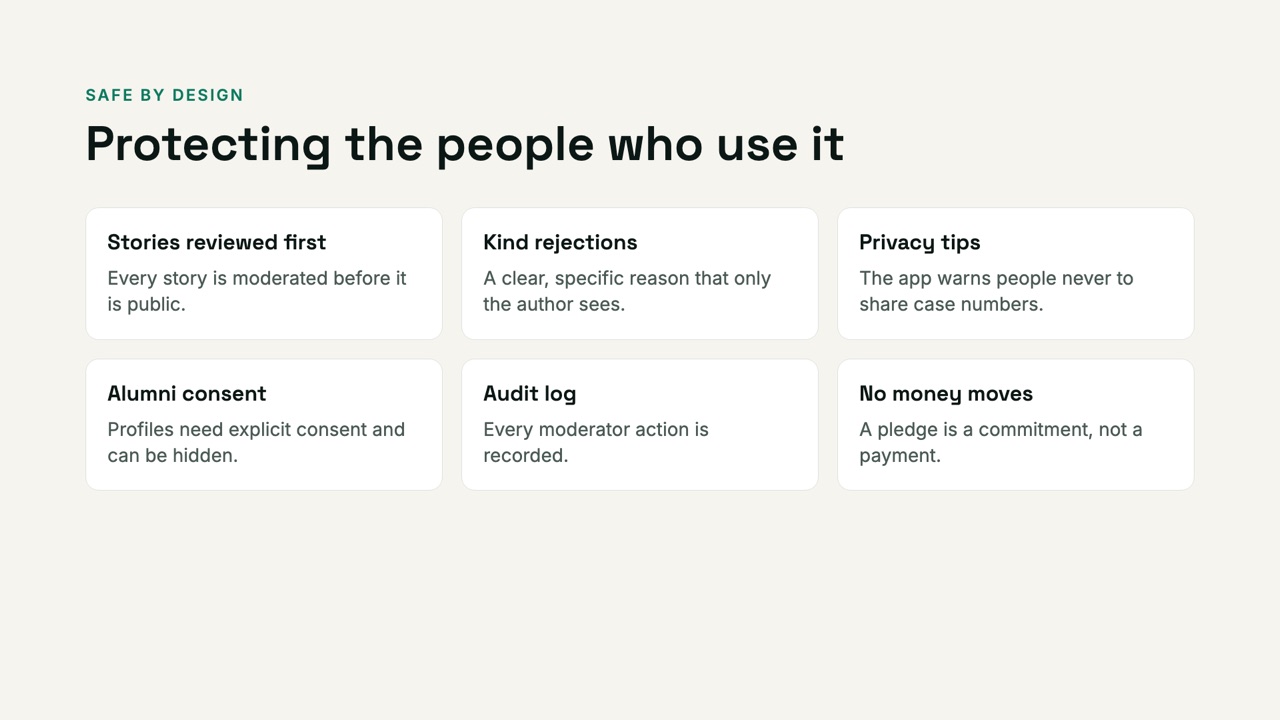 SAFE BY DESIGN
Protecting the people who use it
Stories reviewed first
Every story is moderated before it
is public.
Kind rejections
A clear, specific reason that only
the author sees.
Privacy tips
The app warns people never to
share case numbers.
Alumni consent
Profiles need explicit consent and
can be hidden.
Audit log
Every moderator action is
recorded.
No money moves
A pledge is a commitment, not a
payment.